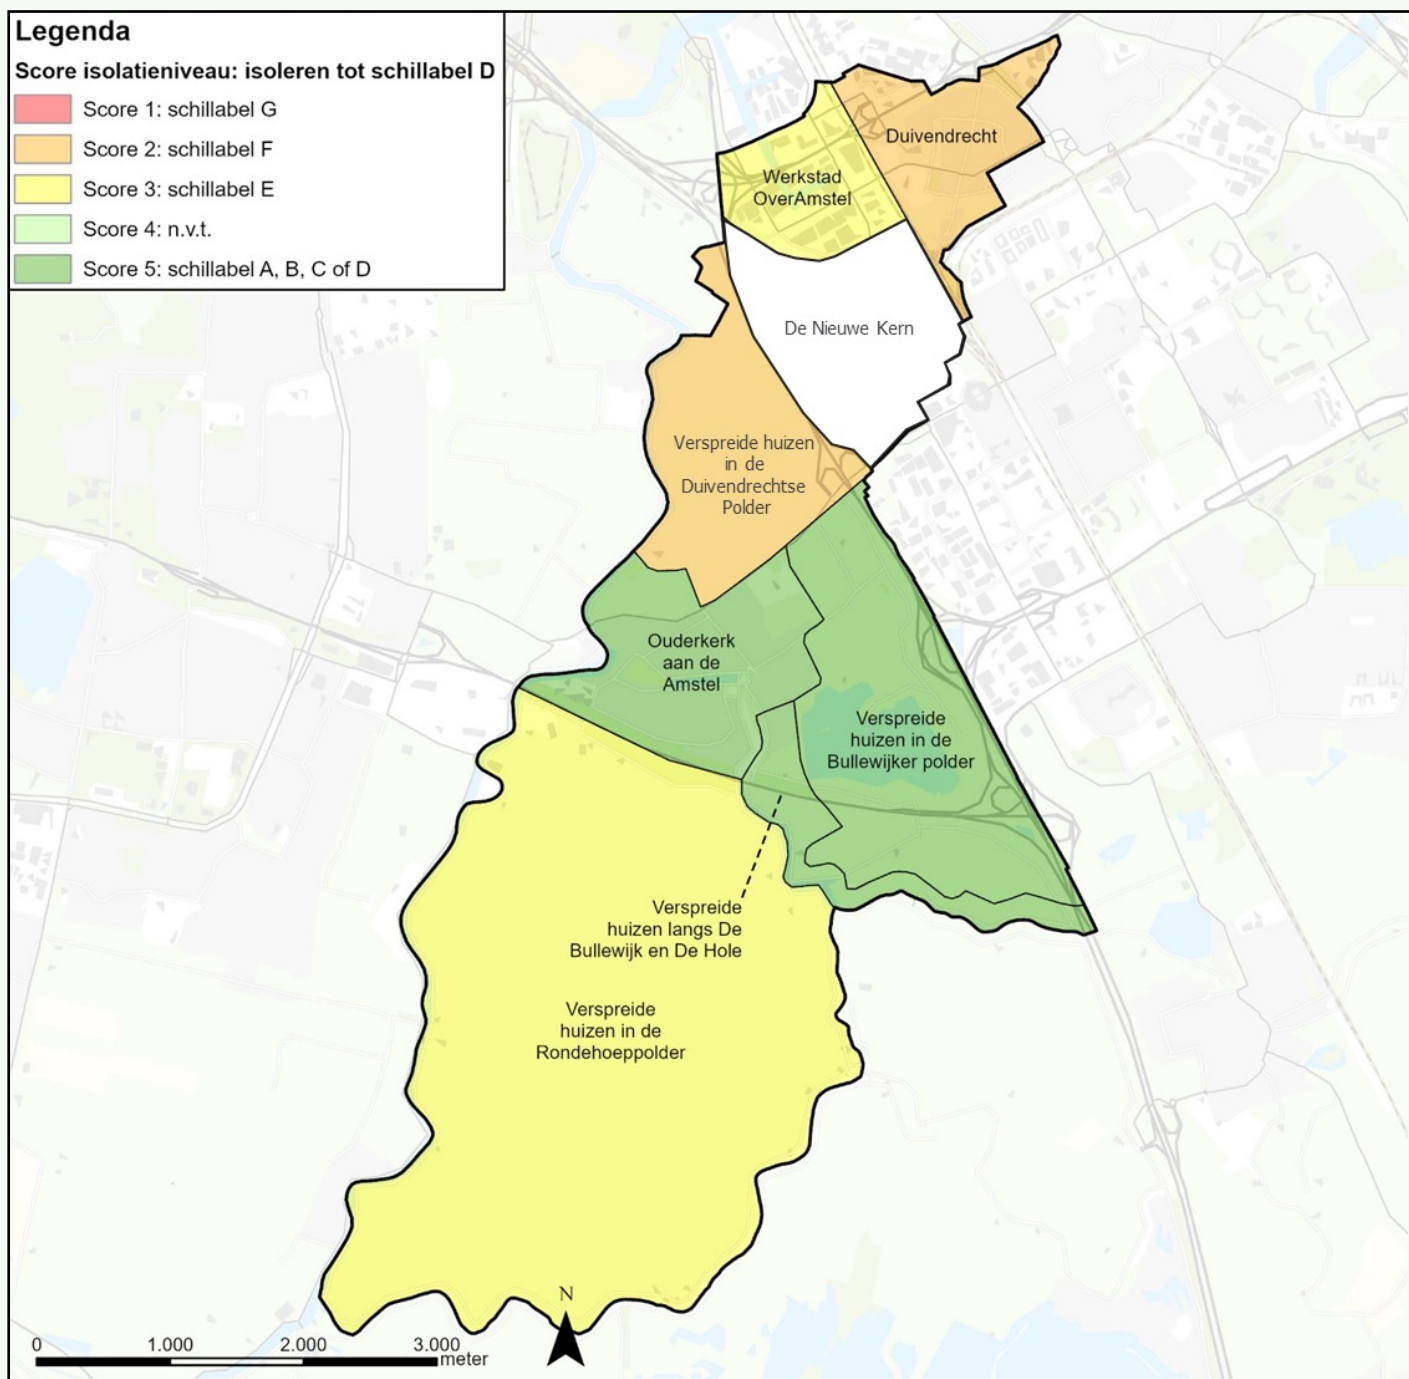 Legenda
Score isolatieniveau: isoleren tot schillabel D
Score 1: schillabel G
Score 2: schillabel F
Score 3: schillabel E
Score 4: n.v.t.
Score 5: schillabel A, B, C of D
Duivendrecht
Werkstad
OverAmstel
De Nieuwe Kern
Verspreide huizen
in de
Duivendrechtse
Polder
Ouderkerk
aan de
Amstel
Verspreide
huizen in de
Bullewijker polder
Verspreide
huizen langs De
Bullewijk en De Hole
Verspreide
huizen in de
Rondehoeppolder
N
0 1.000 2.000 3.000
meter